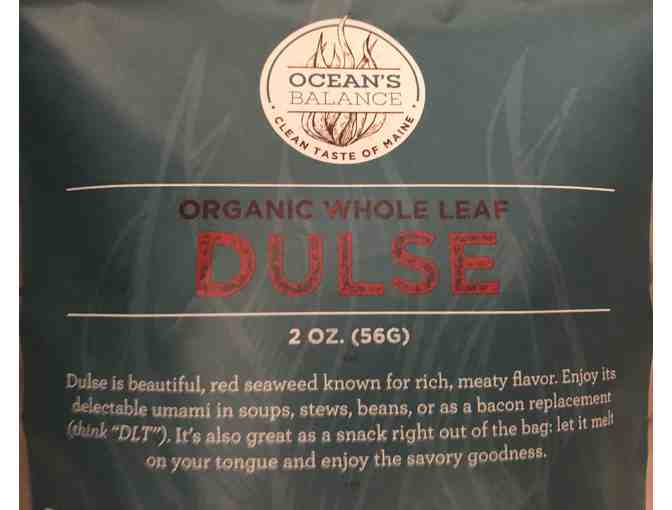 OCEAN'S
BALANCE
· CLEAN TASTE OF MAINE ·
ORGANIC WHOLE LEAF
DULSE
2 OZ. (56G)
Dulse is beautiful, red seaweed known for rich, meaty flavor. Enjoy its
delectable umami in soups, stews, beans, or as a bacon replacement
(think "DLT"). It's also great as a snack right out of the bag: let it melt
on your tongue and enjoy the savory goodness.